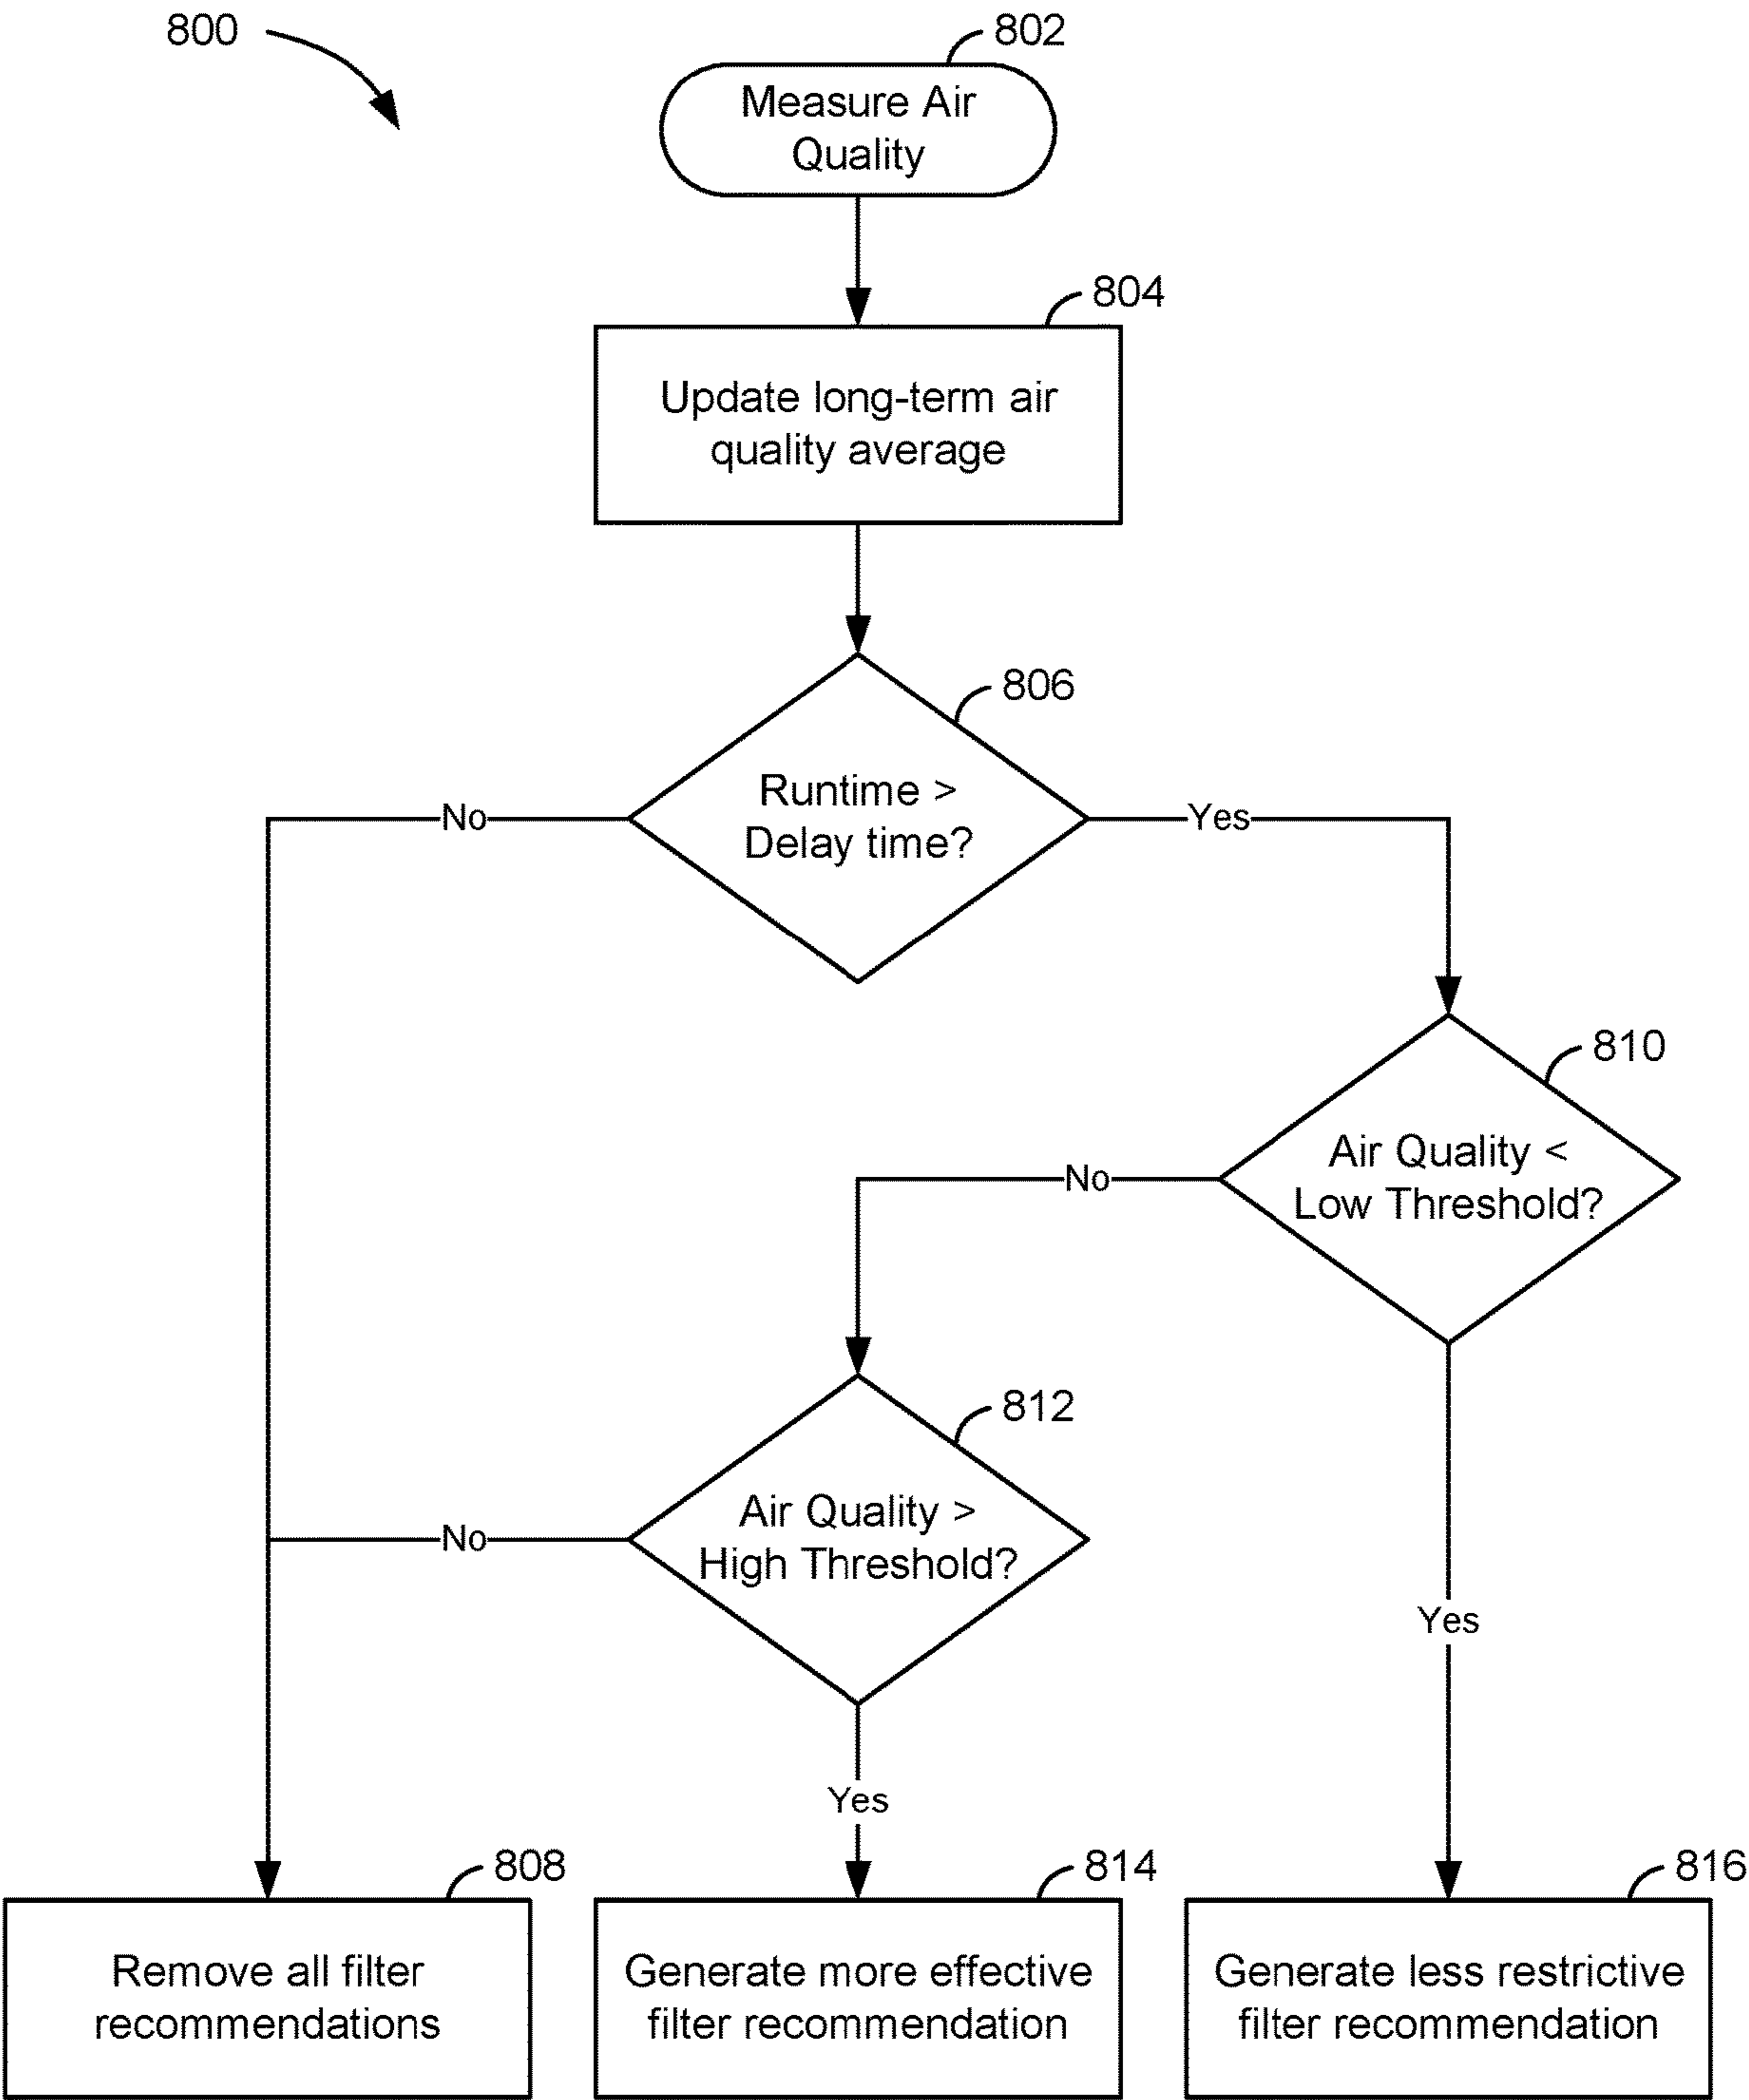 800
802
Measure Air
Quality
804
Update long-term air
quality average
806
Runtime >
Delay time?
No
Yes
810
Air Quality <
Low Threshold?
No
812
Air Quality >
High Threshold?
No
Yes
Yes
808
Remove all filter
recommendations
814
Generate more effective
filter recommendation
816
Generate less restrictive
filter recommendation